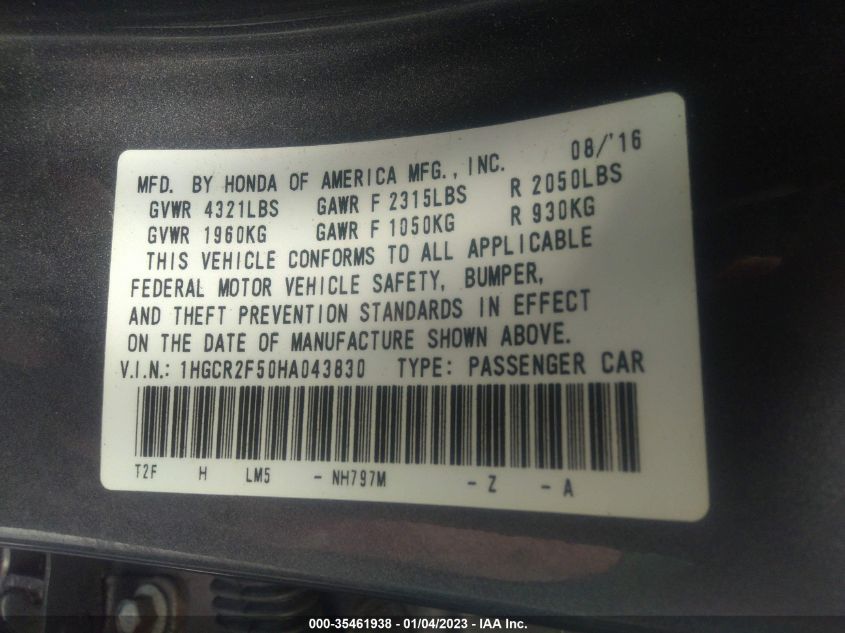 MFD. BY HONDA OF AMERICA MFG., INC. 08/'16
GVWR 4321LBS GAWR F 2315LBS R 2050LBS
GVWR 1960KG GAWR F 1050KG R 930KG
THIS VEHICLE CONFORMS TO ALL APPLICABLE
FEDERAL MOTOR VEHICLE SAFETY, BUMPER,
AND THEFT PREVENTION STANDARDS IN EFFECT
ON THE DATE OF MANUFACTURE SHOWN ABOVE.
V.I.N.: 1HGCR2F50HA043830 TYPE: PASSENGER CAR
T2F H LM5 - NH797M - Z - A
000-35461938 - 01/04/2023 - IAA Inc.